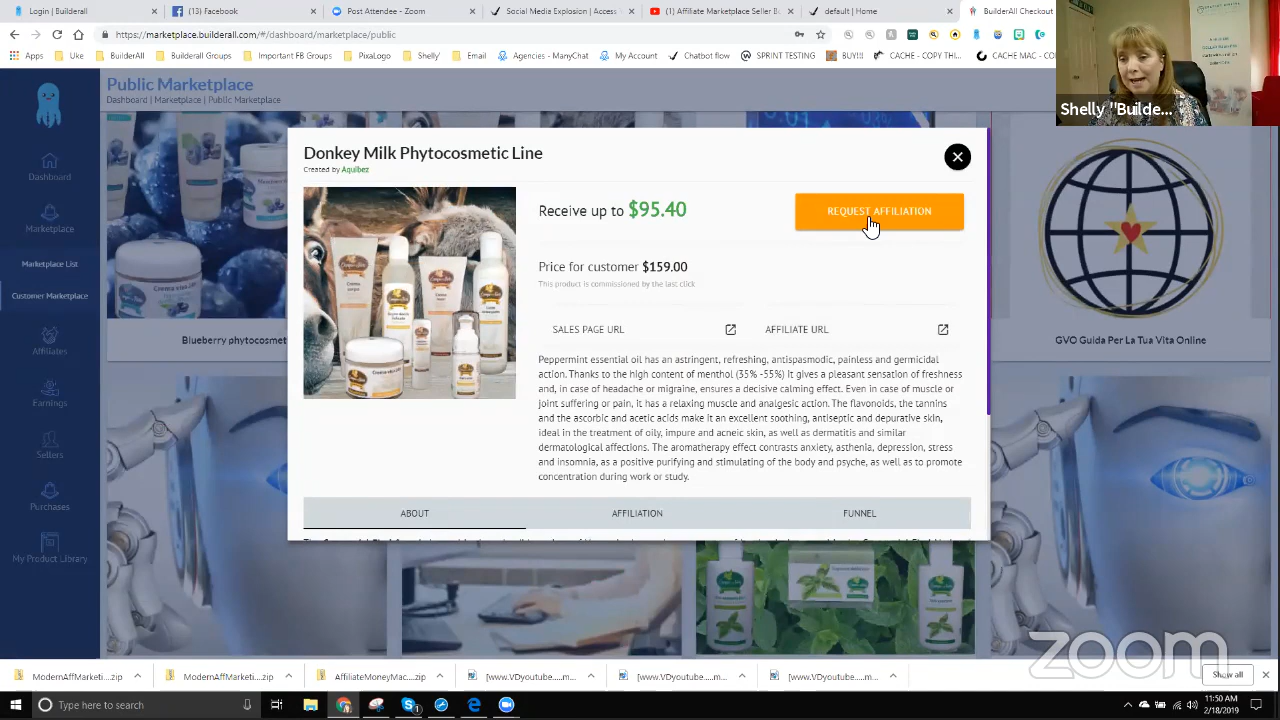 Login | Builderall
(13) Facebook
Post Attendee - Zoom
Social Media Explosion | Access
(1) Affiliate Marketplace Seller Bu
default | Home
BuilderAll Checkout
https://marketplace.builderall.com/#/dashboard/marketplace/public
Apps
Uke
BuilderAll
Builderall Groups
Important FB Groups
PixaLogo
Shelly'
Email
Agencies - ManyChat
My Account
Chatbot flow
SPRINT TESTING
BUY!!!
CACHE - COPY THIS
CACHE MAC - CO
Shelly "Builde...
Public Marketplace
Dashboard | Marketplace | Public Marketplace
Dashboard
Marketplace
Marketplace List
Customer Marketplace
Affiliates
Earnings
Sellers
Purchases
My Product Library
Donkey Milk Phytocosmetic Line
Created by Aquibez
Receive up to $95.40
REQUEST AFFILIATION
Price for customer $159.00
This product is commissioned by the last click
SALES PAGE URL
AFFILIATE URL
Peppermint essential oil has an astringent, refreshing, antispasmodic, painless and germicidal
action. Thanks to the high content of menthol (35% -55%) It gives a pleasant sensation of freshness
and, in case of headache or migraine, ensures a decisive calming effect. Even in case of muscle or
joint suffering or pain, it has a relaxing muscle and analgesic action. The flavonoids, the tannins
and the ascorbic and acetic acids make it an excellent soothing, antiseptic and depurative skin,
ideal in the treatment of oily, impure and acneic skin, as well as dermatitis and similar
dermatological affections. The aromatherapy effect contrasts anxiety, asthenia, depression, stress
and insomnia, as a positive purifying and stimulating of the body and psyche, as well as to promote
concentration during work or study.
ABOUT
AFFILIATION
FUNNEL
Blueberry phytocosmet
GVO Guida Per La Tua Vita Online
zoom
ModernAffMarketi....zip
ModernAffMarketi....zip
AffiliateMoneyMac....zip
[www.VDyoutube.....m...
[www.VDyoutube.....m...
[www.VDyoutube.....m...
Show all
Type here to search
11:50 AM
2/18/2019